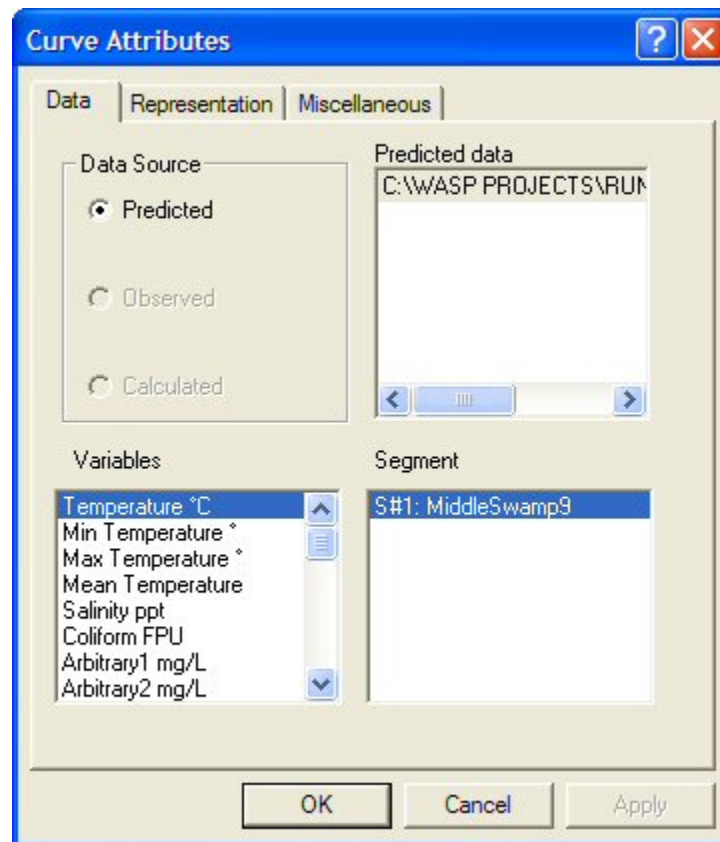 Curve Attributes
Data
Representation
Miscellaneous
Data Source
Predicted
Observed
Calculated
Predicted data
C:\WASP PROJECTS\RUN
Variables
Temperature °C
Min Temperature °
Max Temperature °
Mean Temperature
Salinity ppt
Coliform FPU
Arbitrary1 mg/L
Arbitrary2 mg/L
Segment
S#1: MiddleSwamp9
OK
Cancel
Apply